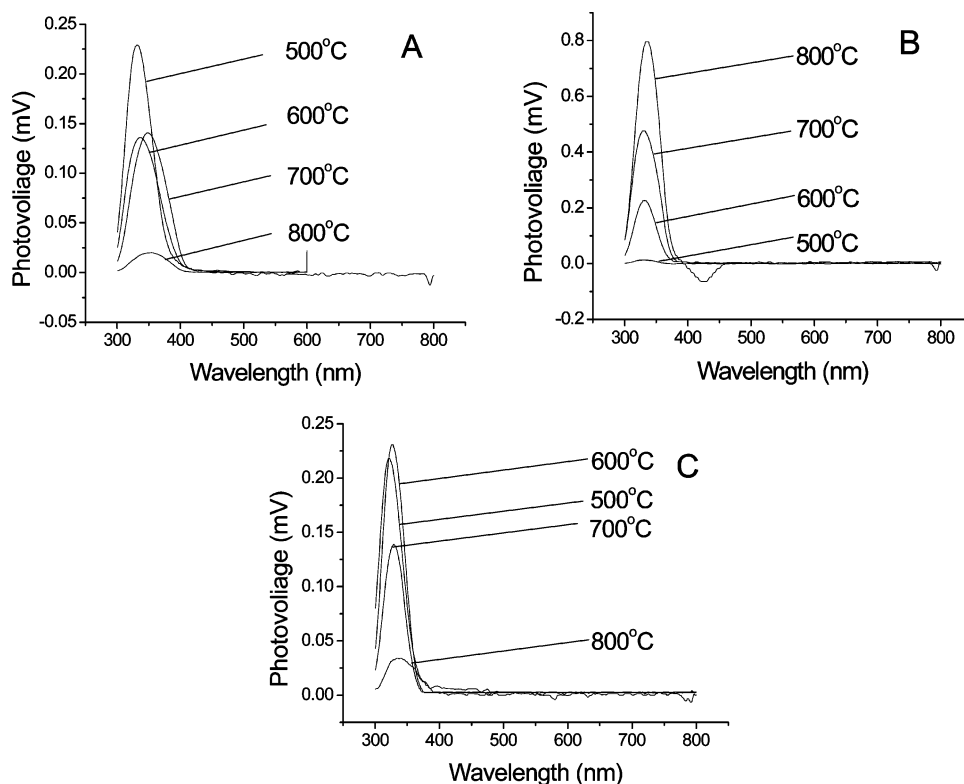 A
0.25
0.20
0.15
0.10
0.05
0.00
-0.05
Photovoliage (mV)
500°C
600°C
700°C
800°C
300 400 500 600 700 800
Wavelength (nm)
B
0.8
0.6
0.4
0.2
0.0
-0.2
Photovoliage (mV)
800°C
700°C
600°C
500°C
300 400 500 600 700 800
Wavelength (nm)
C
0.25
0.20
0.15
0.10
0.05
0.00
Photovoliage (mV)
600°C
500°C
700°C
800°C
300 400 500 600 700 800
Wavelength (nm)